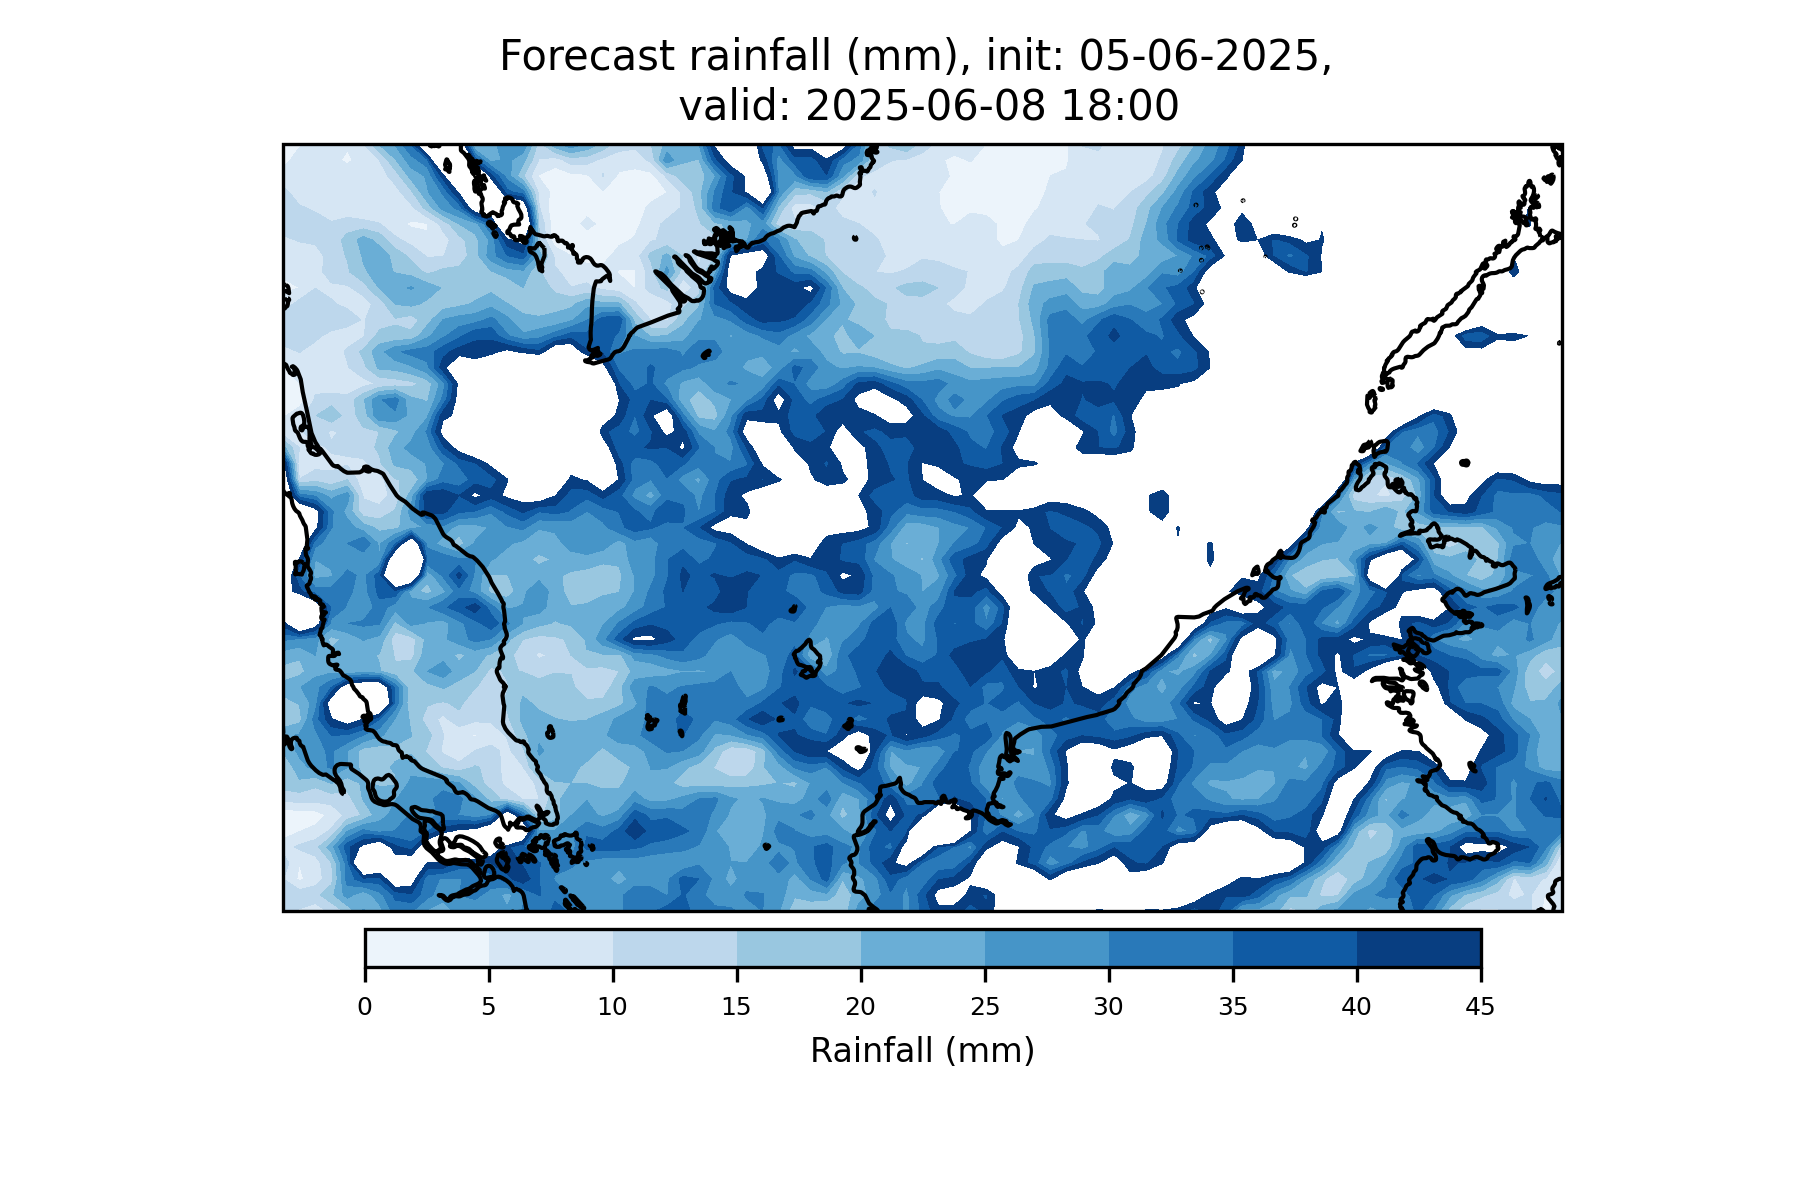 Forecast rainfall (mm), init: 05-06-2025,
valid: 2025-06-08 18:00
0 5 10 15 20 25 30 35 40 45
Rainfall (mm)